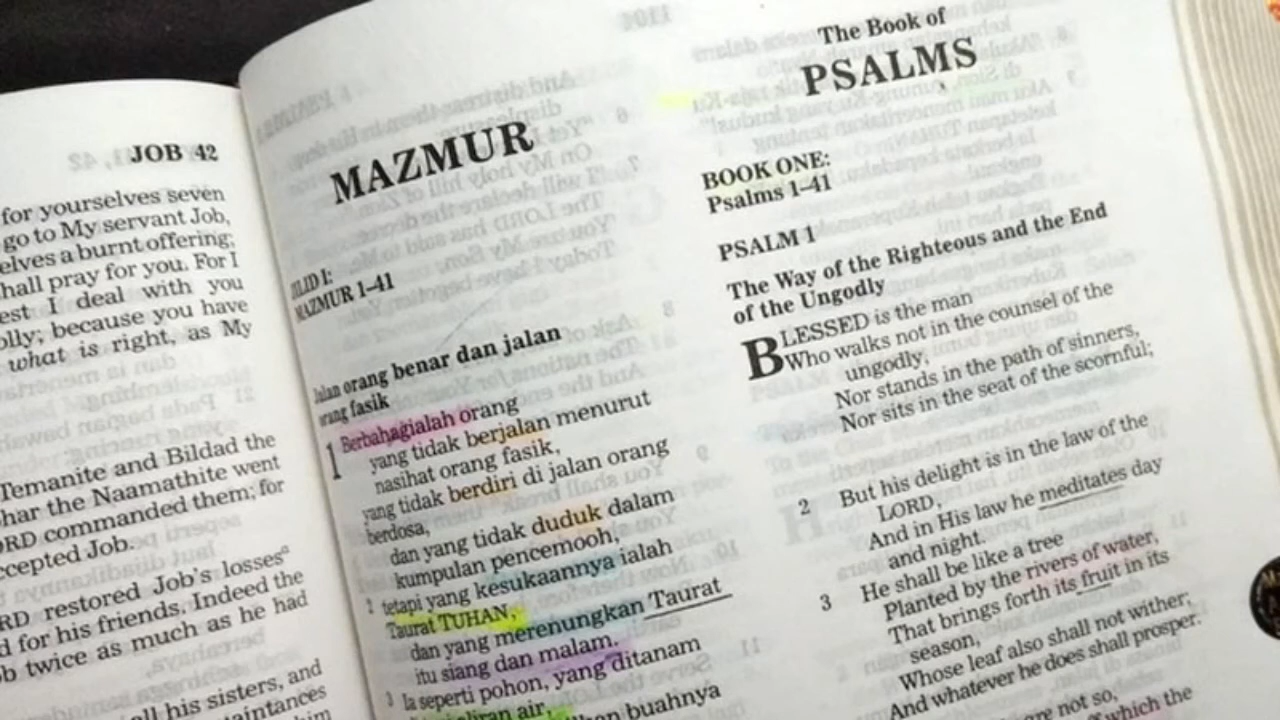 JOB 42
for yourselves seven
go to My servant Job,
elves a burnt offering;
hall pray for you. For I
est I deal with you
olly; because you have
what is right, as My
Temanite and Bildad the
har the Naamathite went
ORD commanded them; for
ccepted Job.
RD restored Job's losses
d for his friends. Indeed the
b twice as much as he had
all his sisters, and
MAZMUR
JILID I:
MAZMUR 1–41
Jalan orang benar dan jalan
orang fasik
1 Berbahagialah orang
yang tidak berjalan menurut
nasihat orang fasik,
yang tidak berdiri di jalan orang
berdosa,
dan yang tidak duduk dalam
kumpulan pencemooh,
2 tetapi yang kesukaannya ialah
Taurat TUHAN,
dan yang merenungkan Taurat
itu siang dan malam.
3 Ia seperti pohon, yang ditanam
aliran air,
buahnya
The Book of
PSALMS
BOOK ONE:
Psalms 1–41
PSALM 1
The Way of the Righteous and the End
of the Ungodly
BLESSED is the man
Who walks not in the counsel of the
ungodly,
Nor stands in the path of sinners,
Nor sits in the seat of the scornful;
2 But his delight is in the law of the
LORD,
And in His law he meditates day
and night.
3 He shall be like a tree
Planted by the rivers of water,
That brings forth its fruit in its
season,
Whose leaf also shall not wither;
And whatever he does shall prosper.
are not so,
which the